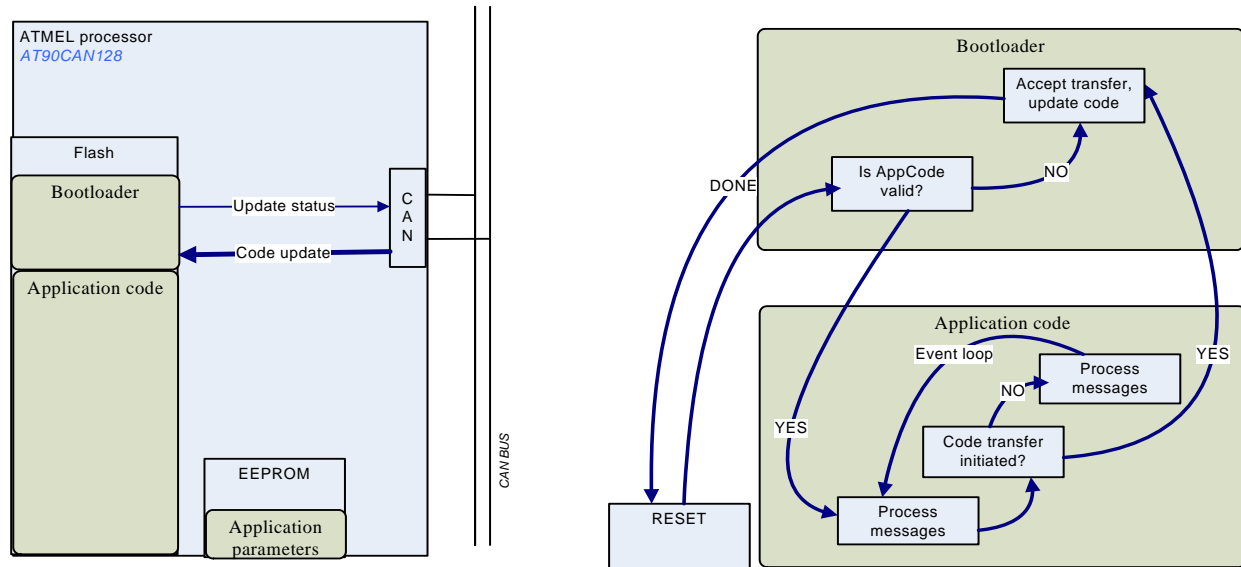 ATMEL processor
AT90CAN128
Flash
Bootloader
Update status
Code update
C
A
N
Application code
EEPROM
Application
parameters
CAN BUS
Bootloader
Accept transfer,
update code
Is AppCode
valid?
NO
DONE
YES
Application code
Event loop
Process
messages
NO
Code transfer
initiated?
YES
Process
messages
RESET